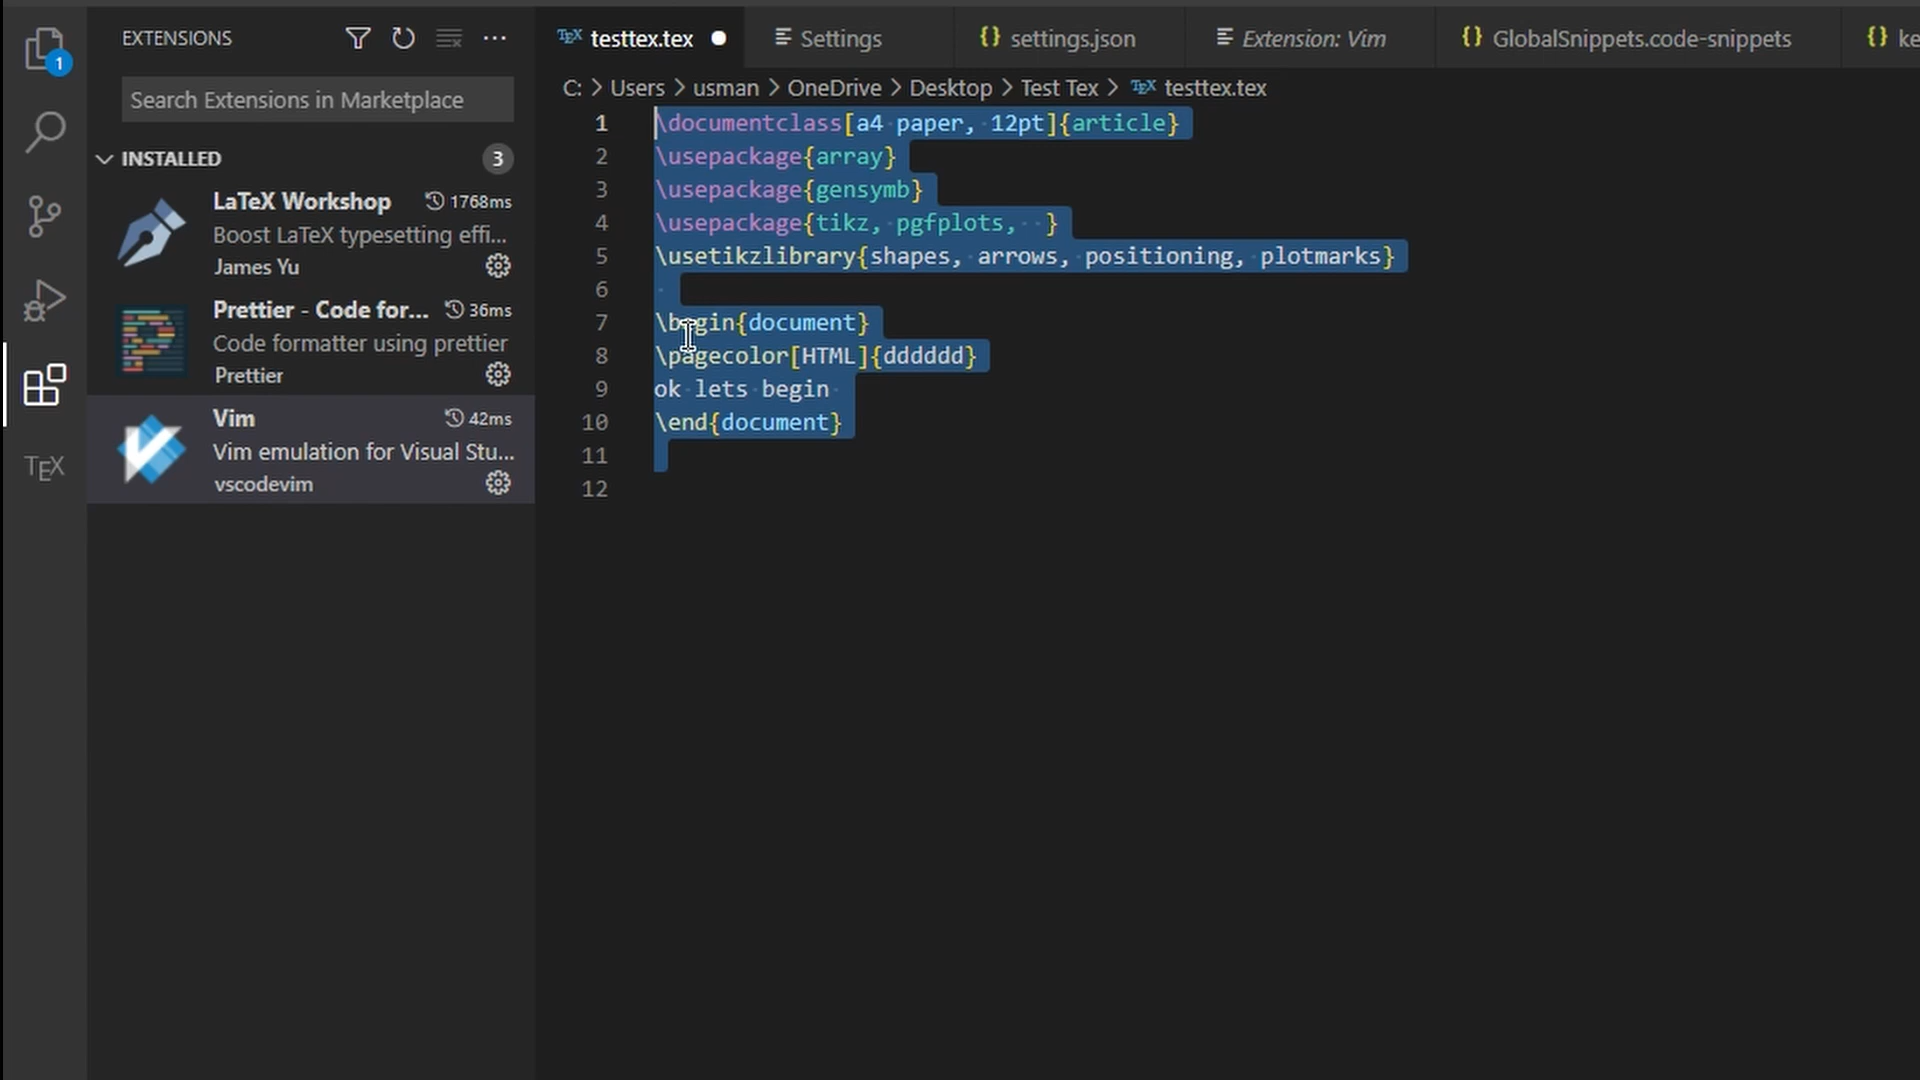 EXTENSIONS
testtex.tex
Settings
{} settings.json
Extension: Vim
{} GlobalSnippets.code-snippets
{} ke
1
Search Extensions in Marketplace
C: > Users > usman > OneDrive > Desktop > Test Tex > TEX testtex.tex
INSTALLED 3
LaTeX Workshop 1768ms
Boost LaTeX typesetting effi...
James Yu
Prettier - Code for... 36ms
Code formatter using prettier
Prettier
Vim 42ms
Vim emulation for Visual Stu...
vscodevim
TEX
1 \documentclass[a4 paper, 12pt]{article}
2 \usepackage{array}
3 \usepackage{gensymb}
4 \usepackage{tikz, pgfplots,  }
5 \usetikzlibrary{shapes, arrows, positioning, plotmarks}
6
7 \begin{document}
8 \pagecolor[HTML]{dddddd}
9 ok lets begin
10 \end{document}
11
12